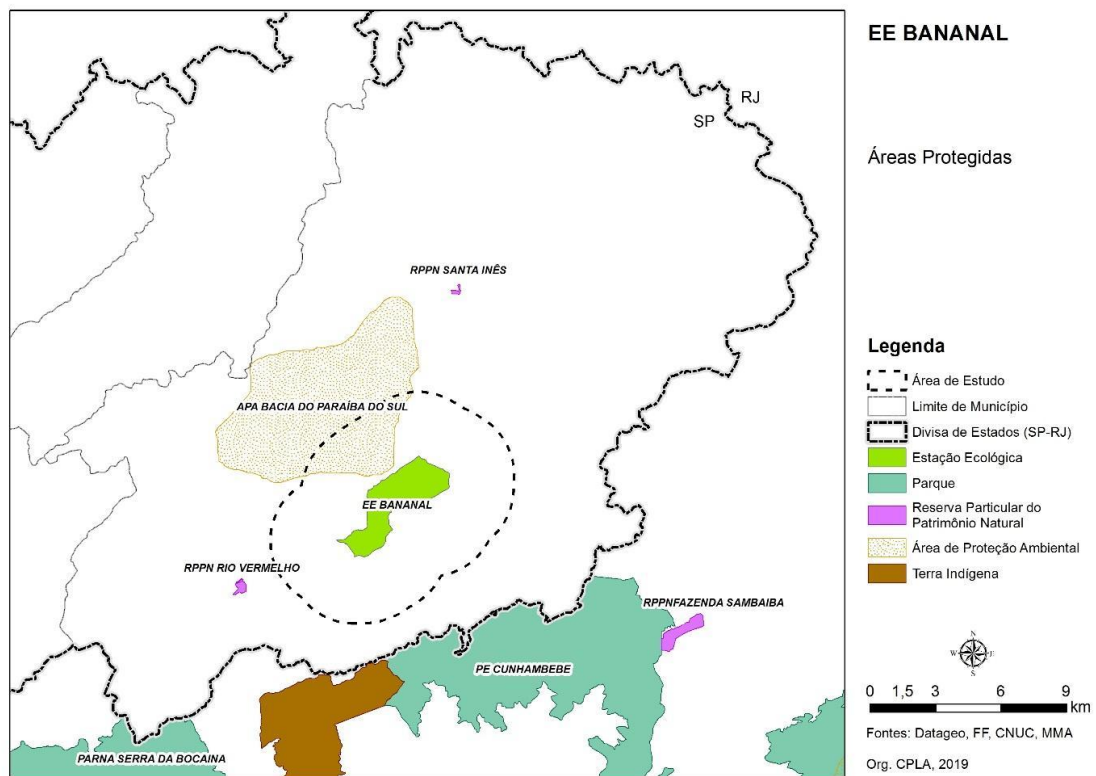 EE BANANAL
RJ
SP
Áreas Protegidas
RPPN SANTA INÊS
APA BACIA DO PARAÍBA DO SUL
EE BANANAL
RPPN RIO VERMELHO
RPPNFAZENDA SAMBAIBA
PE CUNHAMBEBE
PARNA SERRA DA BOCAINA
Legenda
Área de Estudo
Limite de Município
Divisa de Estados (SP-RJ)
Estação Ecológica
Parque
Reserva Particular do
Patrimônio Natural
Área de Proteção Ambiental
Terra Indígena
N
W E
S
0 1,5 3 6 9
km
Fontes: Datageo, FF, CNUC, MMA
Org. CPLA, 2019